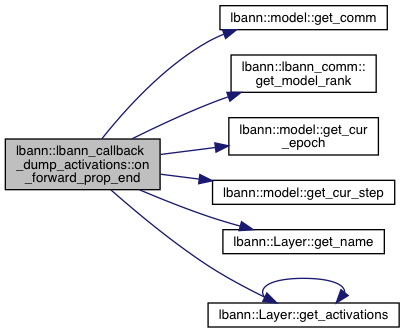 lbann::model::get_comm
lbann::lbann_comm::
get_model_rank
lbann::lbann_callback
_dump_activations::on
_forward_prop_end
lbann::model::get_cur
_epoch
lbann::model::get_cur_step
lbann::Layer::get_name
lbann::Layer::get_activations